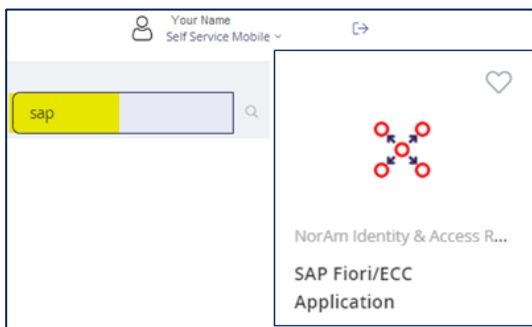 Your Name
Self Service Mobile
sap
NorAm Identity & Access R...
SAP Fiori/ECC
Application